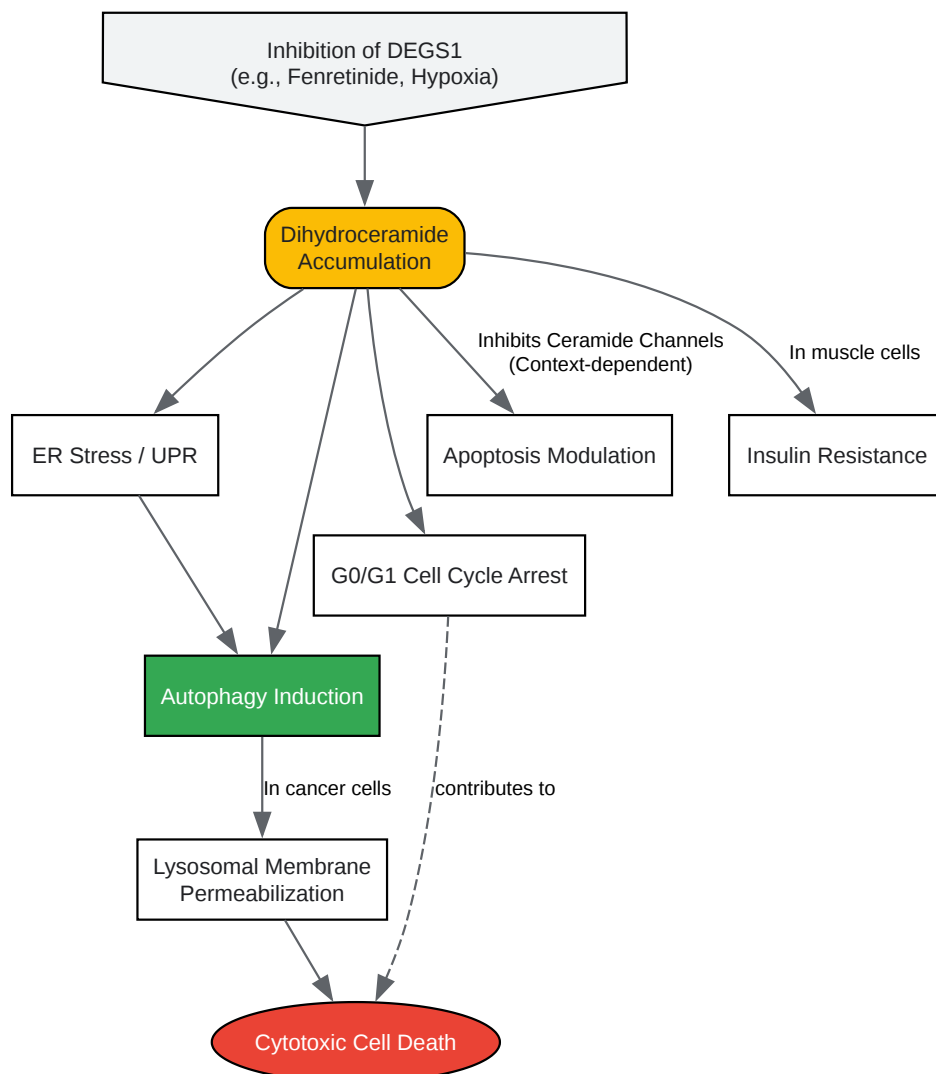 Inhibition of DEGS1
(e.g., Fenretinide, Hypoxia)
Dihydroceramide
Accumulation
Inhibits Ceramide Channels
(Context-dependent)
In muscle cells
ER Stress / UPR
Apoptosis Modulation
Insulin Resistance
G0/G1 Cell Cycle Arrest
Autophagy Induction
In cancer cells
contributes to
Lysosomal Membrane
Permeabilization
Cytotoxic Cell Death